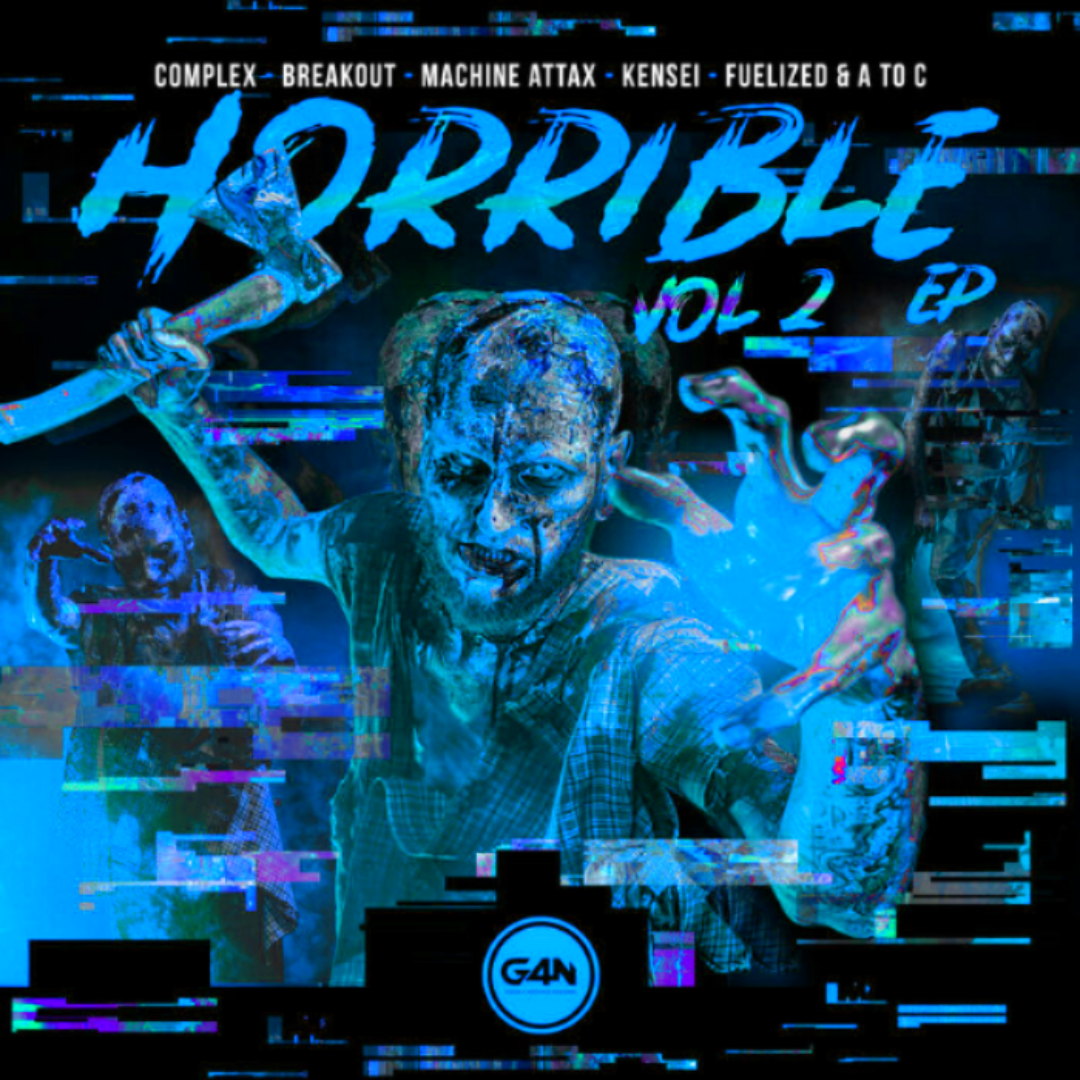 COMPLEX - BREAKOUT - MACHINE ATTAX - KENSEI - FUELIZED & A TO C
HORRIBLE
VOL 2 EP
G4N